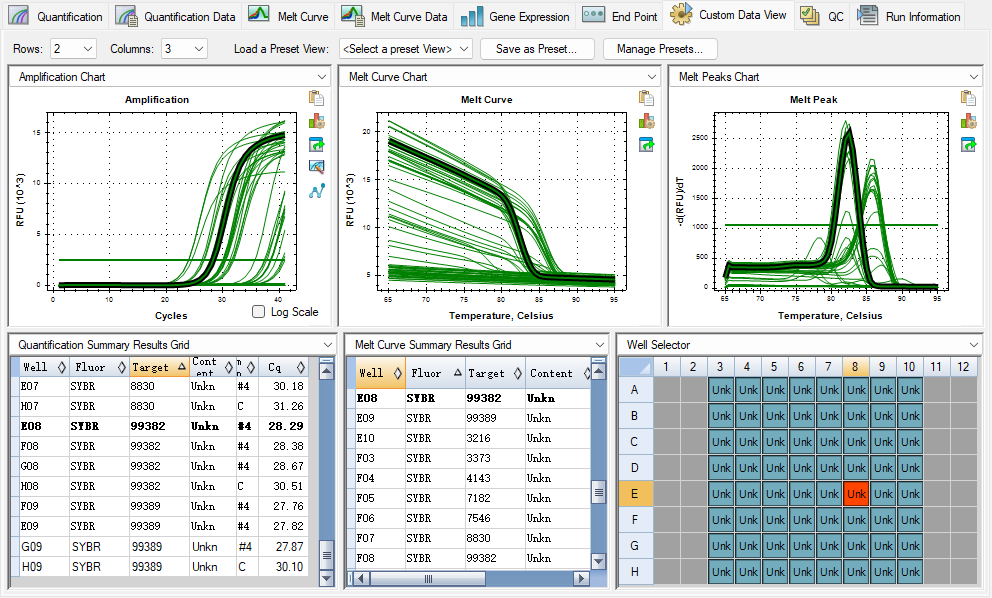 Quantification Quantification Data Melt Curve Melt Curve Data Gene Expression End Point Custom Data View QC Run Infomation
Rows: 2 Columns: 3 Load a Preset View: <Select a preset View> Save as Preset... Manage Presets...
Amplification Chart
Amplification
RFU (10^3)
15
10
5
0
0 10 20 30 40
Cycles
Log Scale
Melt Curve Chart
Melt Curve
RFU (10^3)
20
15
10
5
65 70 75 80 85 90 95
Temperature, Celsius
Melt Peaks Chart
Melt Peak
-d(RFU)/dT
2500
2000
1500
1000
500
0
65 70 75 80 85 90 95
Temperature, Celsius
Quantification Summary Results Grid
Well Fluor Target Cont ent Cq
E07 SYBR 8830 Unkn #4 30.18
H07 SYBR 8830 Unkn C 31.26
E08 SYBR 99382 Unkn #4 28.29
F08 SYBR 99382 Unkn #4 28.38
G08 SYBR 99382 Unkn #4 28.67
H08 SYBR 99382 Unkn C 30.51
F09 SYBR 99389 Unkn #4 27.76
E09 SYBR 99389 Unkn #4 27.82
G09 SYBR 99389 Unkn #4 27.87
H09 SYBR 99389 Unkn C 30.10
Melt Curve Summary Results Grid
Well Fluor Target Content
E08 SYBR 99382 Unkn
E09 SYBR 99389 Unkn
E10 SYBR 3216 Unkn
F03 SYBR 3373 Unkn
F04 SYBR 4143 Unkn
F05 SYBR 7182 Unkn
F06 SYBR 7546 Unkn
F07 SYBR 8830 Unkn
F08 SYBR 99382 Unkn
Well Selector
1 2 3 4 5 6 7 8 9 10 11 12
A Unk Unk Unk Unk Unk Unk Unk Unk
B Unk Unk Unk Unk Unk Unk Unk Unk
C Unk Unk Unk Unk Unk Unk Unk Unk
D Unk Unk Unk Unk Unk Unk Unk Unk
E Unk Unk Unk Unk Unk Unk Unk Unk
F Unk Unk Unk Unk Unk Unk Unk Unk
G Unk Unk Unk Unk Unk Unk Unk Unk
H Unk Unk Unk Unk Unk Unk Unk Unk